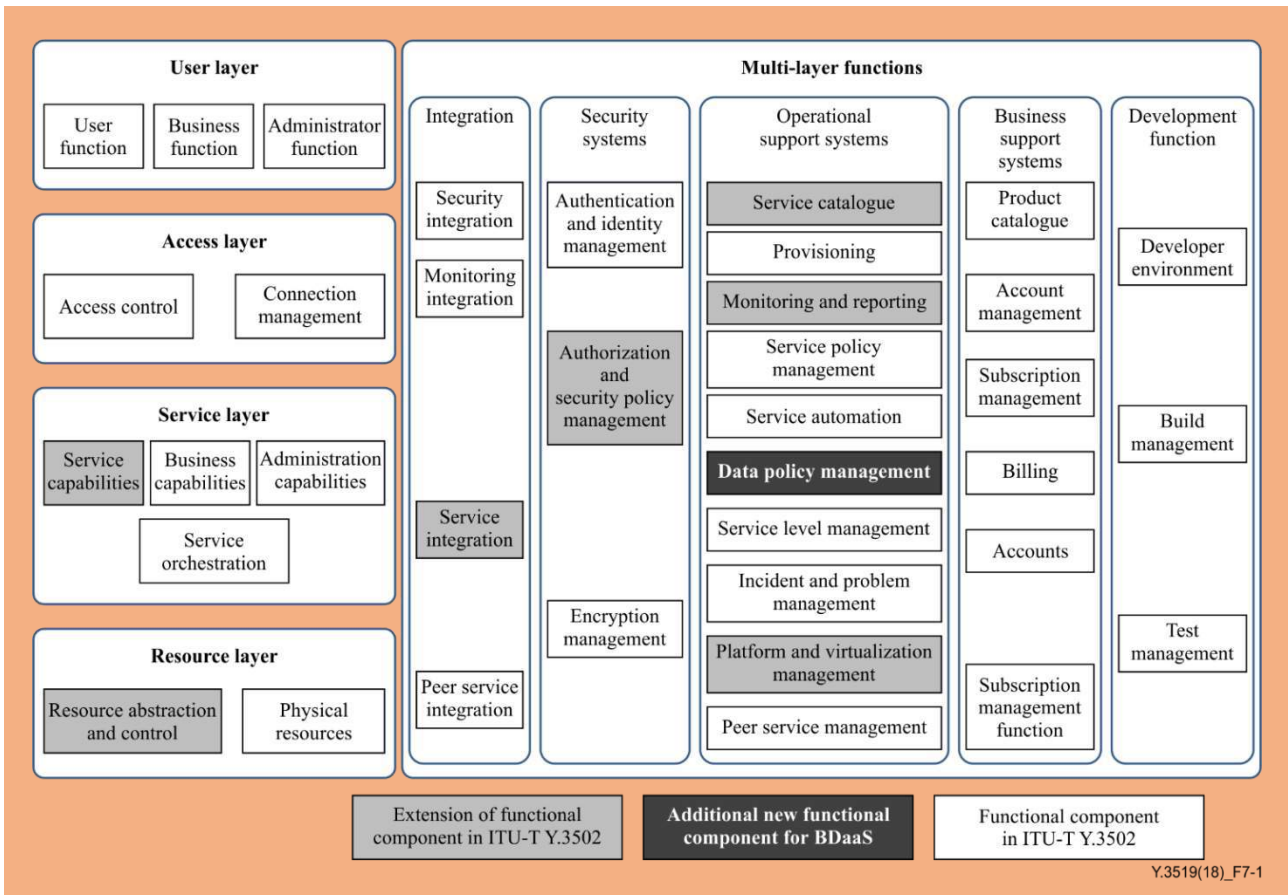 User layer
User
function
Business
function
Administrator
function
Access layer
Access control
Connection
management
Service layer
Service
capabilities
Business
capabilities
Administration
capabilities
Service
orchestration
Resource layer
Resource abstraction
and control
Physical
resources
Multi-layer functions
Integration
Security
integration
Monitoring
integration
Service
integration
Peer service
integration
Security
systems
Authentication
and identity
management
Authorization
and
security policy
management
Encryption
management
Operational
support systems
Service catalogue
Provisioning
Monitoring and reporting
Service policy
management
Service automation
Data policy management
Service level management
Incident and problem
management
Platform and virtualization
management
Peer service management
Business
support
systems
Product
catalogue
Account
management
Subscription
management
Billing
Accounts
Subscription
management
function
Development
function
Developer
environment
Build
management
Test
management
Extension of functional
component in ITU-T Y.3502
Additional new functional
component for BDaaS
Functional component
in ITU-T Y.3502
Y.3519(18)_F7-1